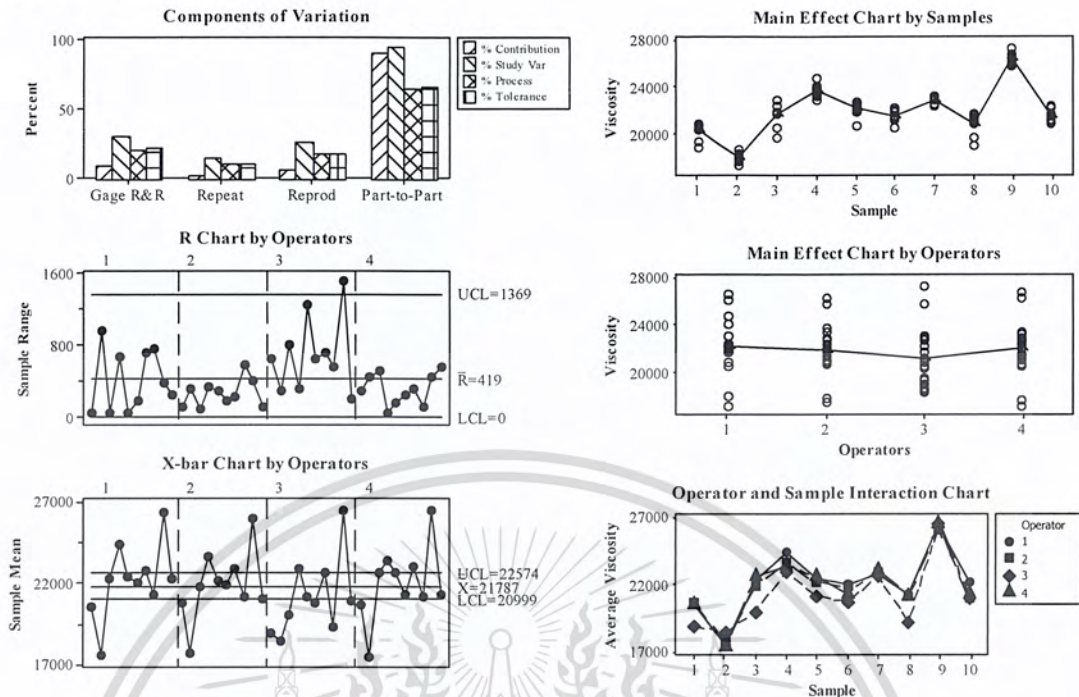 Components of Variation
100
50
0
Percent
Gage R&R Repeat Reprod Part-to-Part
% Contribution
% Study Var
% Process
% Tolerance
Main Effect Chart by Samples
28000
24000
20000
Viscosity
1 2 3 4 5 6 7 8 9 10
Sample
R Chart by Operators
1 2 3 4
1600
800
0
Sample Range
UCL=1369
R̅=419
LCL=0
Main Effect Chart by Operators
28000
24000
20000
Viscosity
1 2 3 4
Operators
X-bar Chart by Operators
1 2 3 4
27000
22000
17000
Sample Mean
UCL=22574
X̿=21787
LCL=20999
Operator and Sample Interaction Chart
27000
22000
17000
Average Viscosity
1 2 3 4 5 6 7 8 9 10
Sample
Operator
1
2
3
4